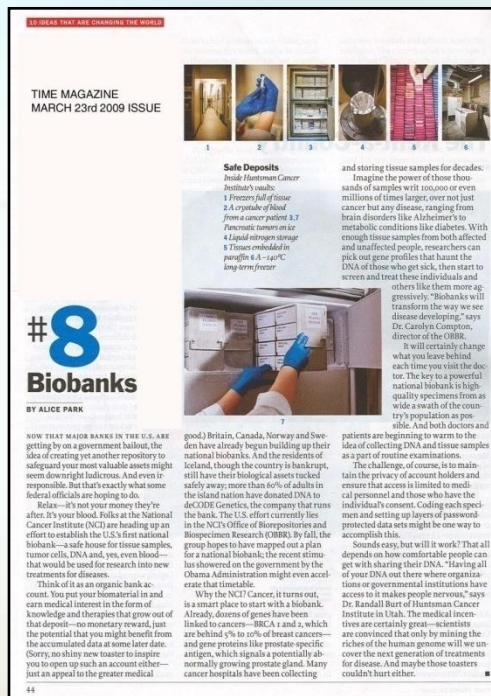 10 IDEAS THAT ARE CHANGING THE WORLD
TIME MAGAZINE
MARCH 23rd 2009 ISSUE
1 2 3 4 5 6
Safe Deposits
Inside Huntsman Cancer
Institute's vaults:
1 Freezers full of tissue
2 A cryotube of blood
from a cancer patient 3,7
Pancreatic tumors on ice
4 Liquid-nitrogen storage
5 Tissues embedded in
paraffin 6 A –140°C
long-term freezer
7
#8
Biobanks
BY ALICE PARK
NOW THAT MAJOR BANKS IN THE U.S. ARE
getting by on a government bailout, the
idea of creating yet another repository to
safeguard your most valuable assets might
seem downright ludicrous. And even ir-
responsible. But that's exactly what some
federal officials are hoping to do.
Relax—it's not your money they're
after. It's your blood. Folks at the National
Cancer Institute (NCI) are heading up an
effort to establish the U.S.'s first national
biobank—a safe house for tissue samples,
tumor cells, DNA and, yes, even blood—
that would be used for research into new
treatments for diseases.
Think of it as an organic bank ac-
count. You put your biomaterial in and
earn medical interest in the form of
knowledge and therapies that grow out of
that deposit—no monetary reward, just
the potential that you might benefit from
the accumulated data at some later date.
(Sorry, no shiny new toaster to inspire
you to open up such an account either—
just an appeal to the greater medical
good.) Britain, Canada, Norway and Swe-
den have already begun building up their
national biobanks. And the residents of
Iceland, though the country is bankrupt,
still have their biological assets tucked
safely away; more than 60% of adults in
the island nation have donated DNA to
deCODE Genetics, the company that runs
the bank. The U.S. effort currently lies
in the NCI's Office of Biorepositories and
Biospecimen Research (OBBR). By fall, the
group hopes to have mapped out a plan
for a national biobank; the recent stimu-
lus showered on the government by the
Obama Administration might even accel-
erate that timetable.
Why the NCI? Cancer, it turns out,
is a smart place to start with a biobank.
Already, dozens of genes have been
linked to cancers—BRCA 1 and 2, which
are behind 5% to 10% of breast cancers—
and gene proteins like prostate-specific
antigen, which signals a potentially ab-
normally growing prostate gland. Many
cancer hospitals have been collecting
and storing tissue samples for decades.
Imagine the power of those thou-
sands of samples writ 100,000 or even
millions of times larger, over not just
cancer but any disease, ranging from
brain disorders like Alzheimer's to
metabolic conditions like diabetes. With
enough tissue samples from both affected
and unaffected people, researchers can
pick out gene profiles that haunt the
DNA of those who get sick, then start to
screen and treat these individuals and
others like them more ag-
gressively. "Biobanks will
transform the way we see
disease developing," says
Dr. Carolyn Compton,
director of the OBBR.
It will certainly change
what you leave behind
each time you visit the doc-
tor. The key to a powerful
national biobank is high-
quality specimens from as
wide a swath of the coun-
try's population as pos-
sible. And both doctors and
patients are beginning to warm to the
idea of collecting DNA and tissue samples
as a part of routine examinations.
The challenge, of course, is to main-
tain the privacy of account holders and
ensure that access is limited to medi-
cal personnel and those who have the
individual's consent. Coding each speci-
men and setting up layers of password-
protected data sets might be one way to
accomplish this.
Sounds easy, but will it work? That all
depends on how comfortable people can
get with sharing their DNA. "Having all
of your DNA out there where organiza-
tions or governmental institutions have
access to it makes people nervous," says
Dr. Randall Burt of Huntsman Cancer
Institute in Utah. The medical incen-
tives are certainly great—scientists
are convinced that only by mining the
riches of the human genome will we un-
cover the next generation of treatments
for disease. And maybe those toasters
couldn't hurt either.
44